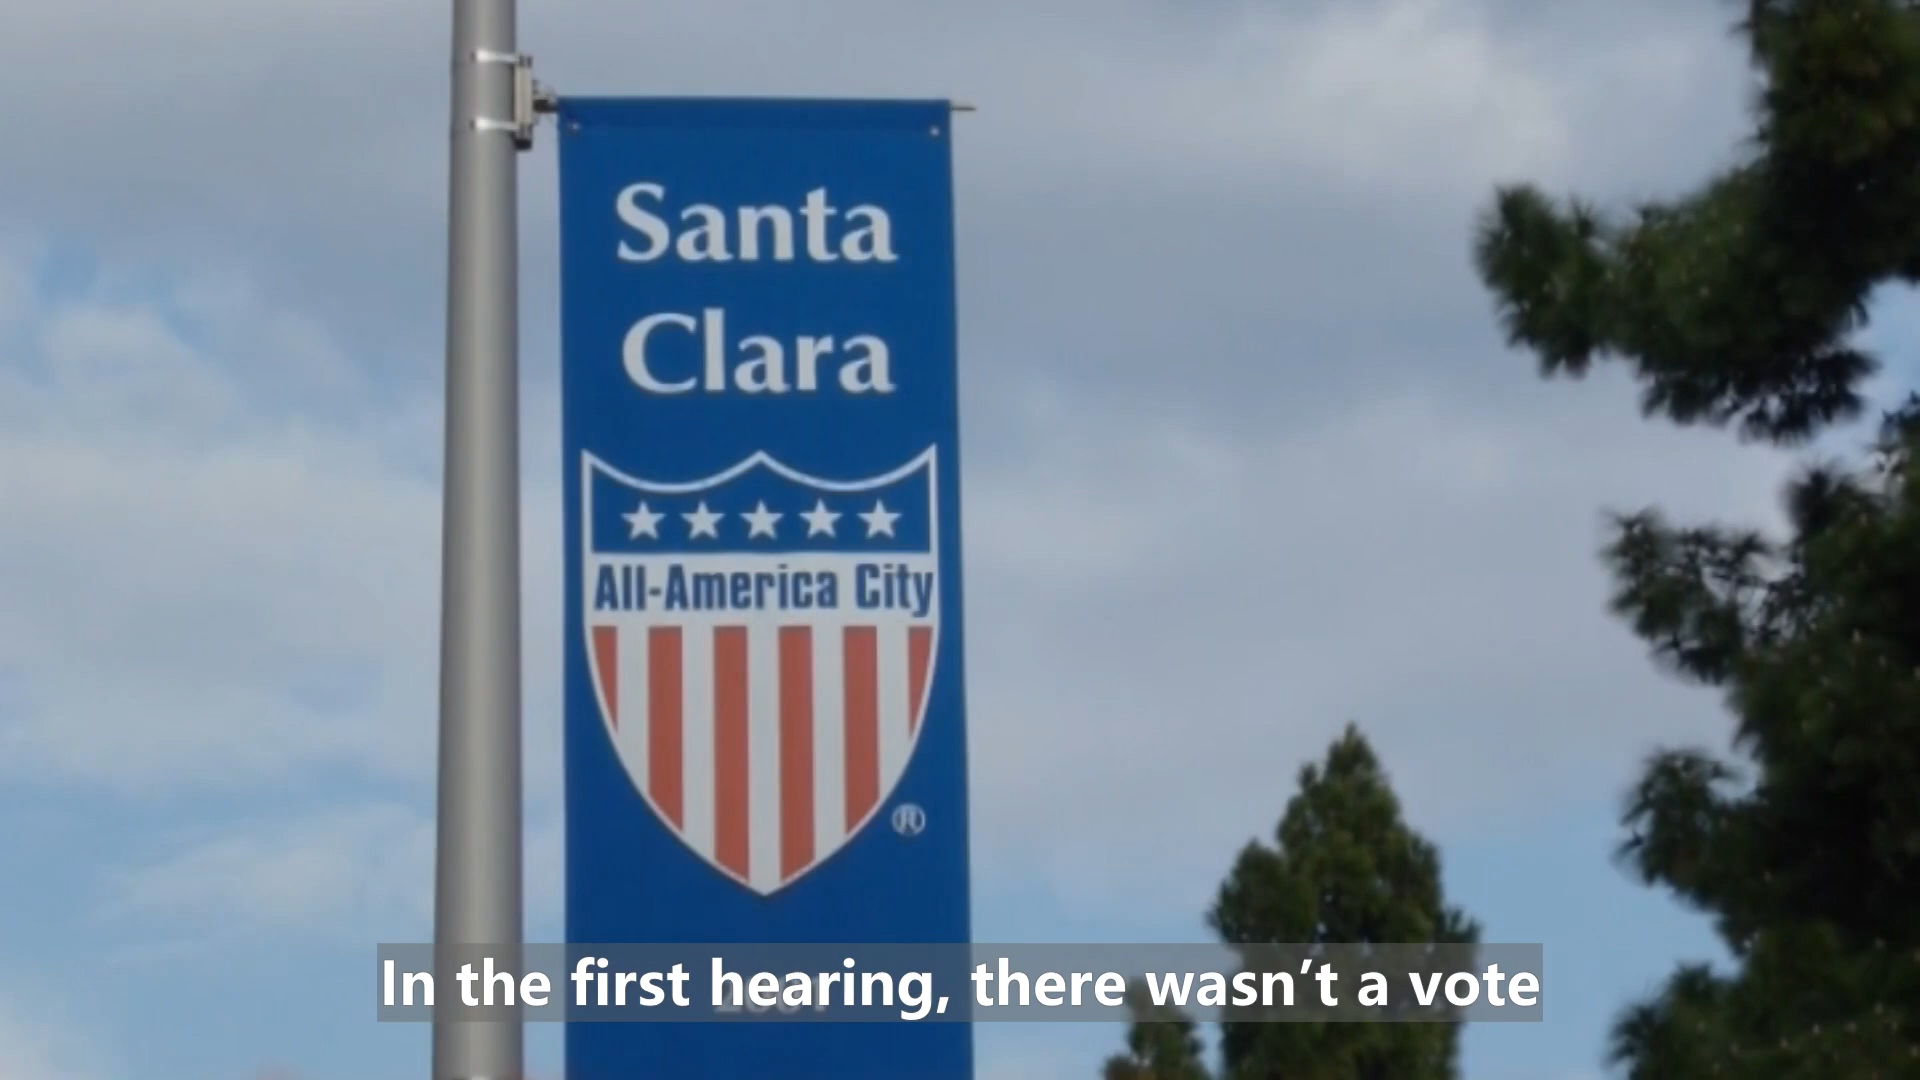 Santa
Clara
All-America City
®
In the first hearing, there wasn’t a vote